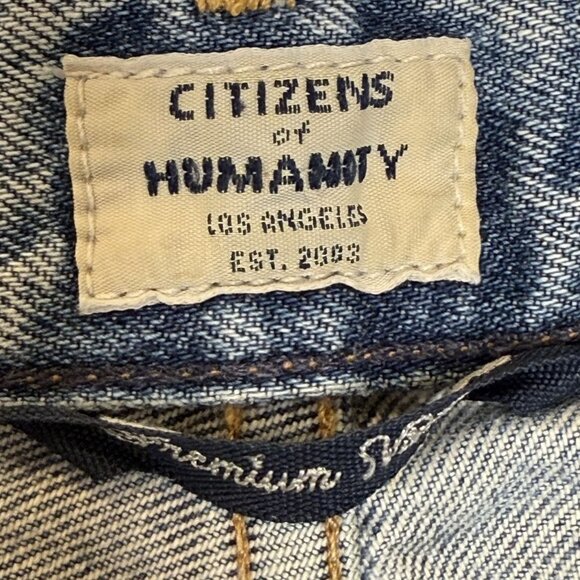 CITIZENS
OF
HUMANITY
LOS ANGELES
EST. 2003